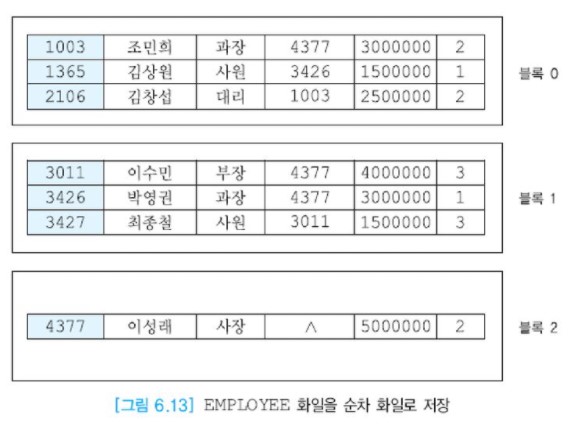 1003 조민희 과장 4377 3000000 2
1365 김상원 사원 3426 1500000 1
2106 김창섭 대리 1003 2500000 2
블록 0
3011 이수민 부장 4377 4000000 3
3426 박영권 과장 4377 3000000 1
3427 최종철 사원 3011 1500000 3
블록 1
4377 이성래 사장 ∧ 5000000 2
블록 2
[그림 6.13] EMPLOYEE 화일을 순차 화일로 저장